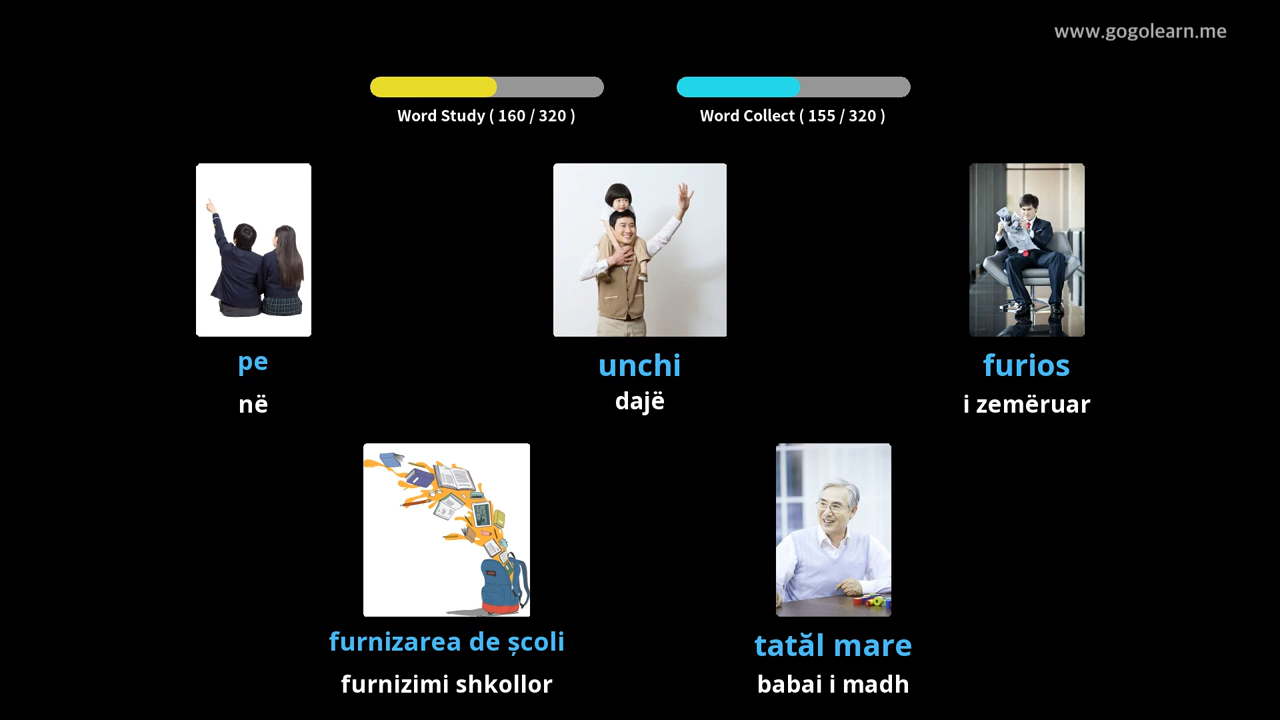 www.gogolearn.me
Word Study ( 160 / 320 )
Word Collect ( 155 / 320 )
pe
në
unchi
dajë
furios
i zemëruar
furnizarea de școli
furnizimi shkollor
tatăl mare
babai i madh